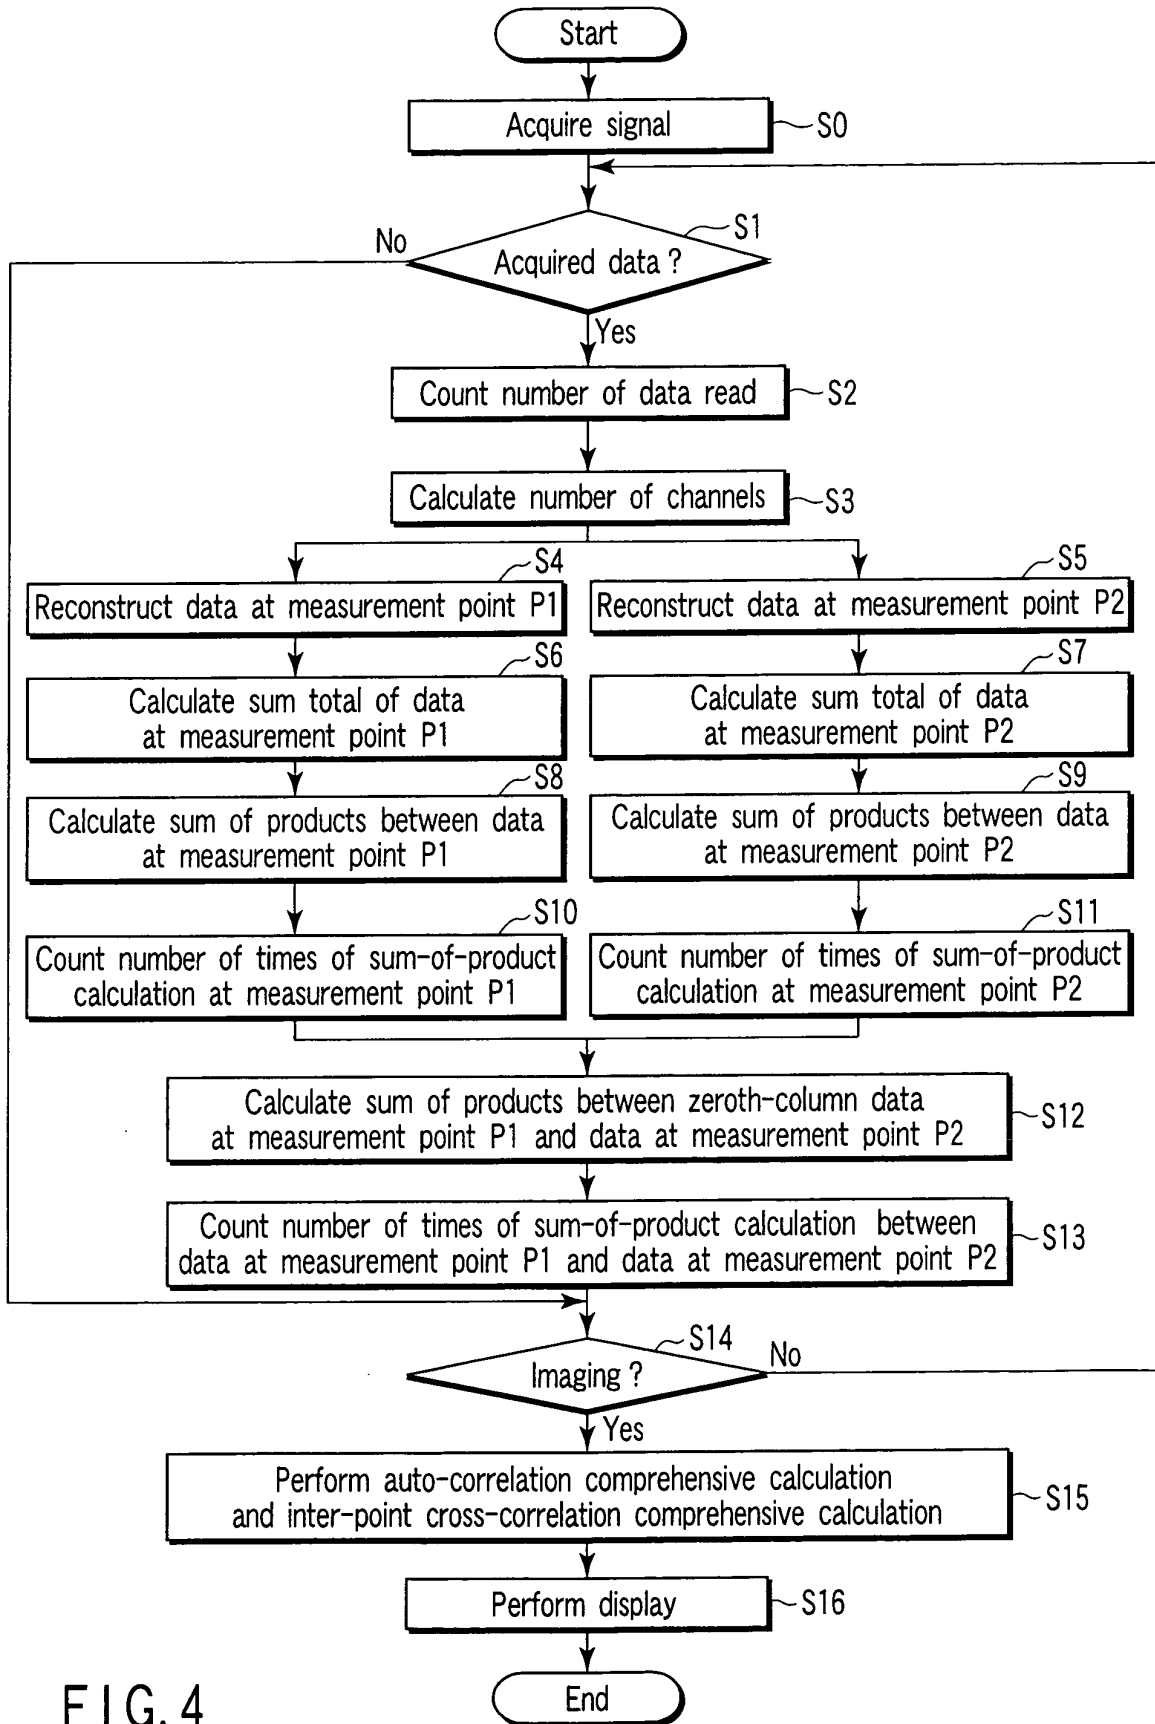 Start
Acquire signal
S0
S1
No
Acquired data ?
Yes
Count number of data read
S2
Calculate number of channels
S3
S4
Reconstruct data at measurement point P1
S5
Reconstruct data at measurement point P2
S6
Calculate sum total of data
at measurement point P1
S7
Calculate sum total of data
at measurement point P2
S8
Calculate sum of products between data
at measurement point P1
S9
Calculate sum of products between data
at measurement point P2
S10
Count number of times of sum-of-product
calculation at measurement point P1
S11
Count number of times of sum-of-product
calculation at measurement point P2
Calculate sum of products between zeroth-column data
at measurement point P1 and data at measurement point P2
S12
Count number of times of sum-of-product calculation between
data at measurement point P1 and data at measurement point P2
S13
S14
Imaging ?
No
Yes
Perform auto-correlation comprehensive calculation
and inter-point cross-correlation comprehensive calculation
S15
Perform display
S16
End
FIG. 4